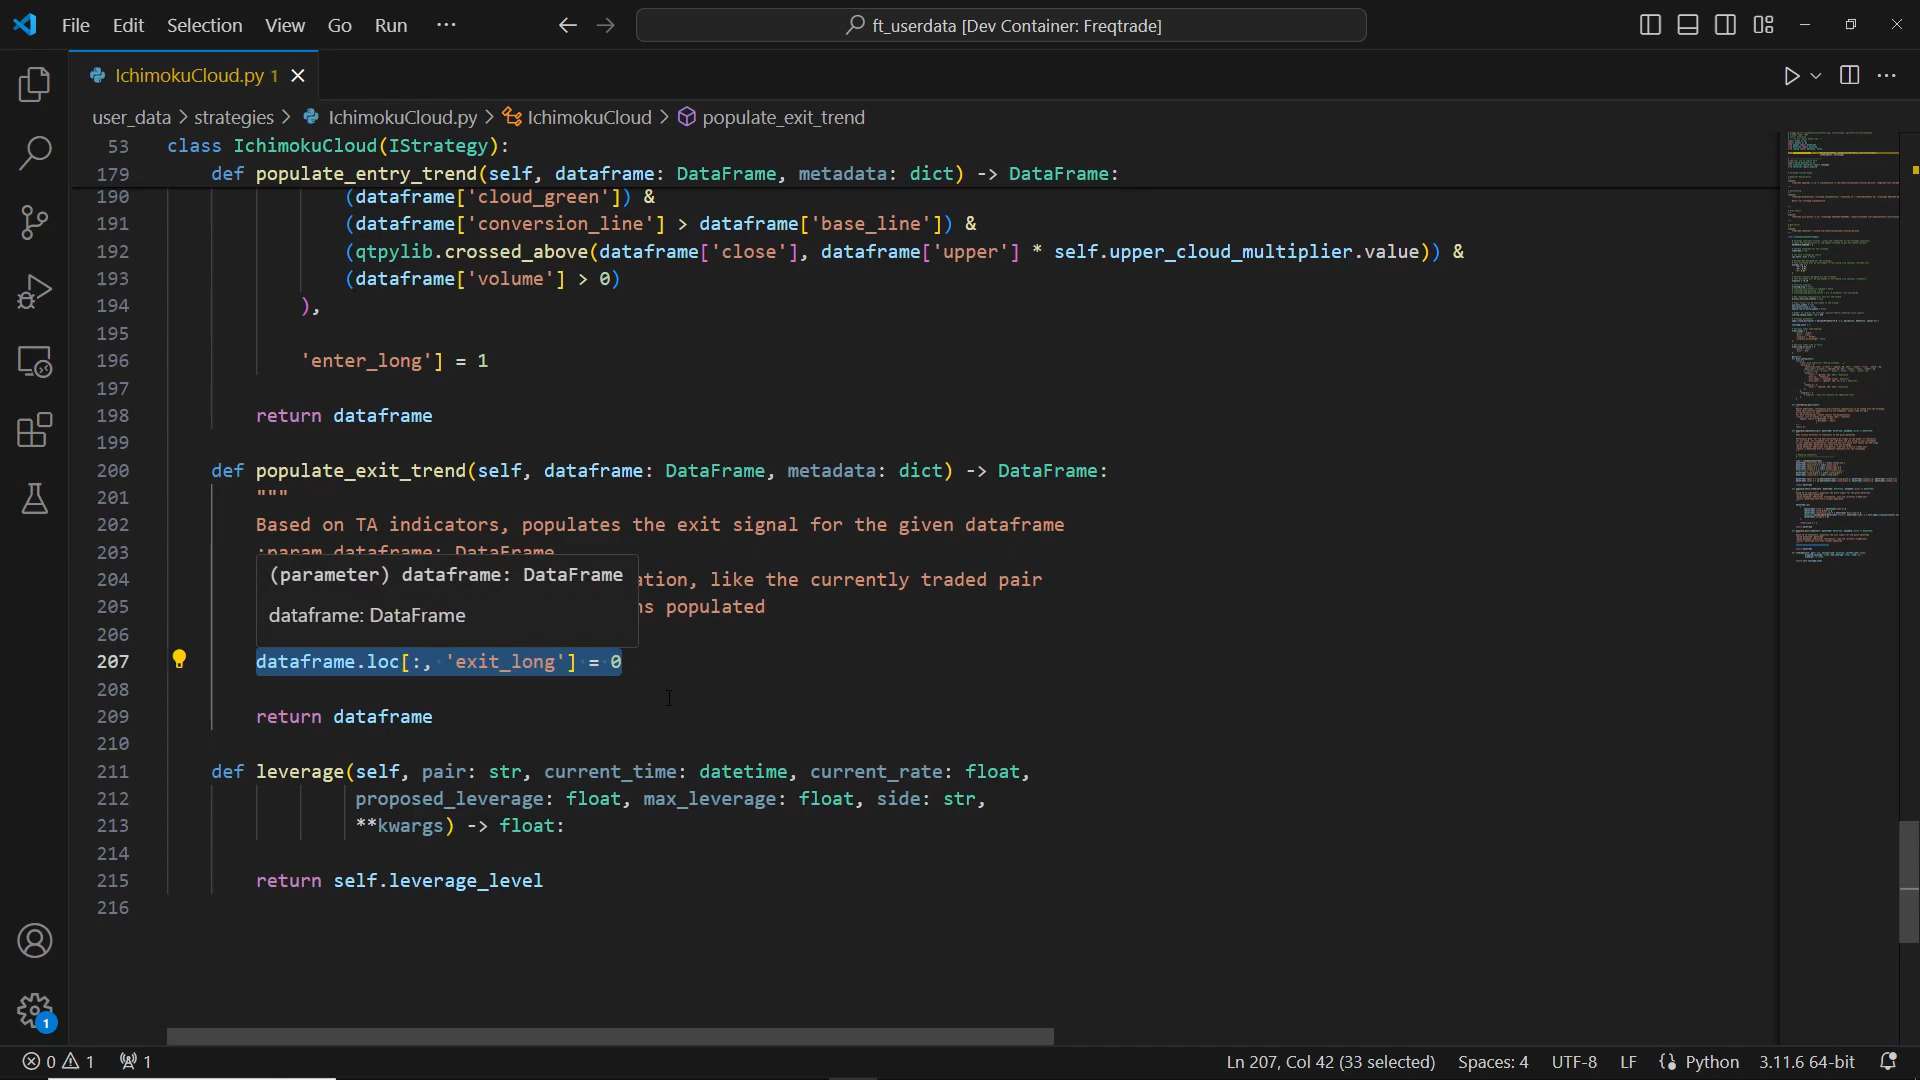 File Edit Selection View Go Run ···
ft_userdata [Dev Container: Freqtrade]
IchimokuCloud.py 1
user_data > strategies > IchimokuCloud.py > IchimokuCloud > populate_exit_trend
53 class IchimokuCloud(IStrategy):
179 def populate_entry_trend(self, dataframe: DataFrame, metadata: dict) -> DataFrame:
190 (dataframe['cloud_green']) &
191 (dataframe['conversion_line'] > dataframe['base_line']) &
192 (qtpylib.crossed_above(dataframe['close'], dataframe['upper'] * self.upper_cloud_multiplier.value)) &
193 (dataframe['volume'] > 0)
194 ),
195
196 'enter_long'] = 1
197
198 return dataframe
199
200 def populate_exit_trend(self, dataframe: DataFrame, metadata: dict) -> DataFrame:
201 """
202 Based on TA indicators, populates the exit signal for the given dataframe
203 :param dataframe: DataFrame
(parameter) dataframe: DataFrame
204 ation, like the currently traded pair
dataframe: DataFrame
205 ns populated
206
207 dataframe.loc[:, 'exit_long'] = 0
208
209 return dataframe
210
211 def leverage(self, pair: str, current_time: datetime, current_rate: float,
212 proposed_leverage: float, max_leverage: float, side: str,
213 **kwargs) -> float:
214
215 return self.leverage_level
216
1
0 1 1
Ln 207, Col 42 (33 selected) Spaces: 4 UTF-8 LF Python 3.11.6 64-bit